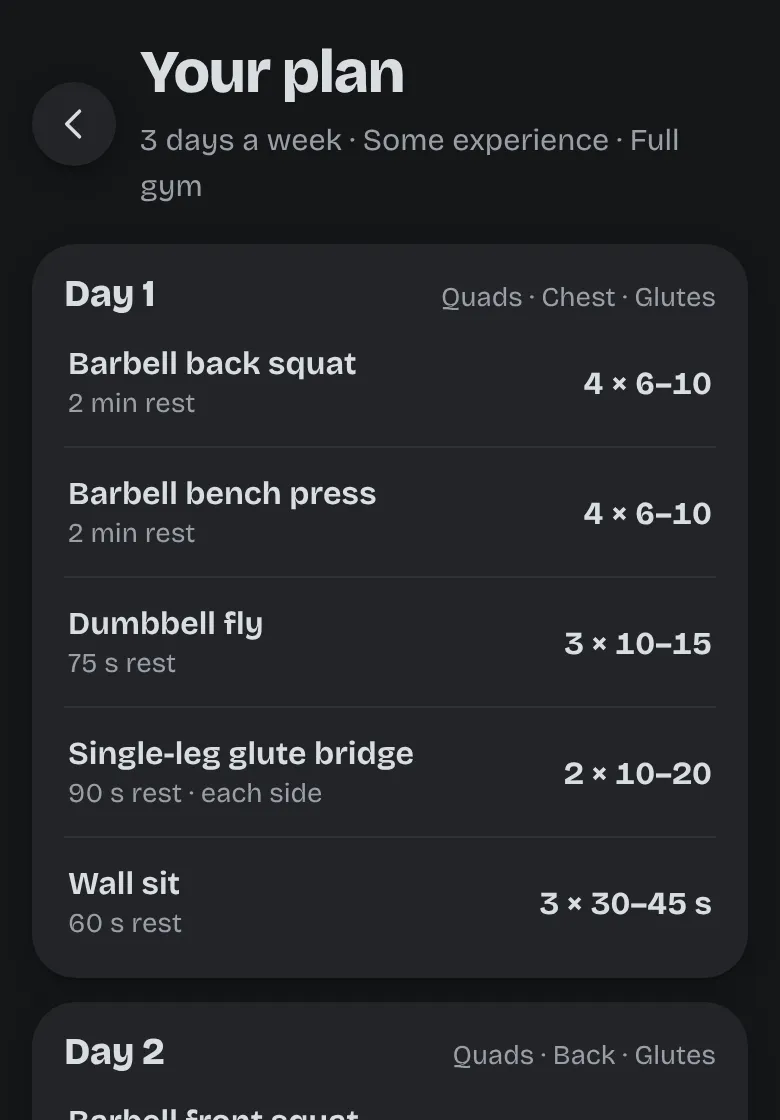 Your plan
3 days a week · Some experience · Full
gym
Day 1
Quads · Chest · Glutes
Barbell back squat
2 min rest
4 × 6–10
Barbell bench press
2 min rest
4 × 6–10
Dumbbell fly
75 s rest
3 × 10–15
Single-leg glute bridge
90 s rest · each side
2 × 10–20
Wall sit
60 s rest
3 × 30–45 s
Day 2
Quads · Back · Glutes
Barbell front squat